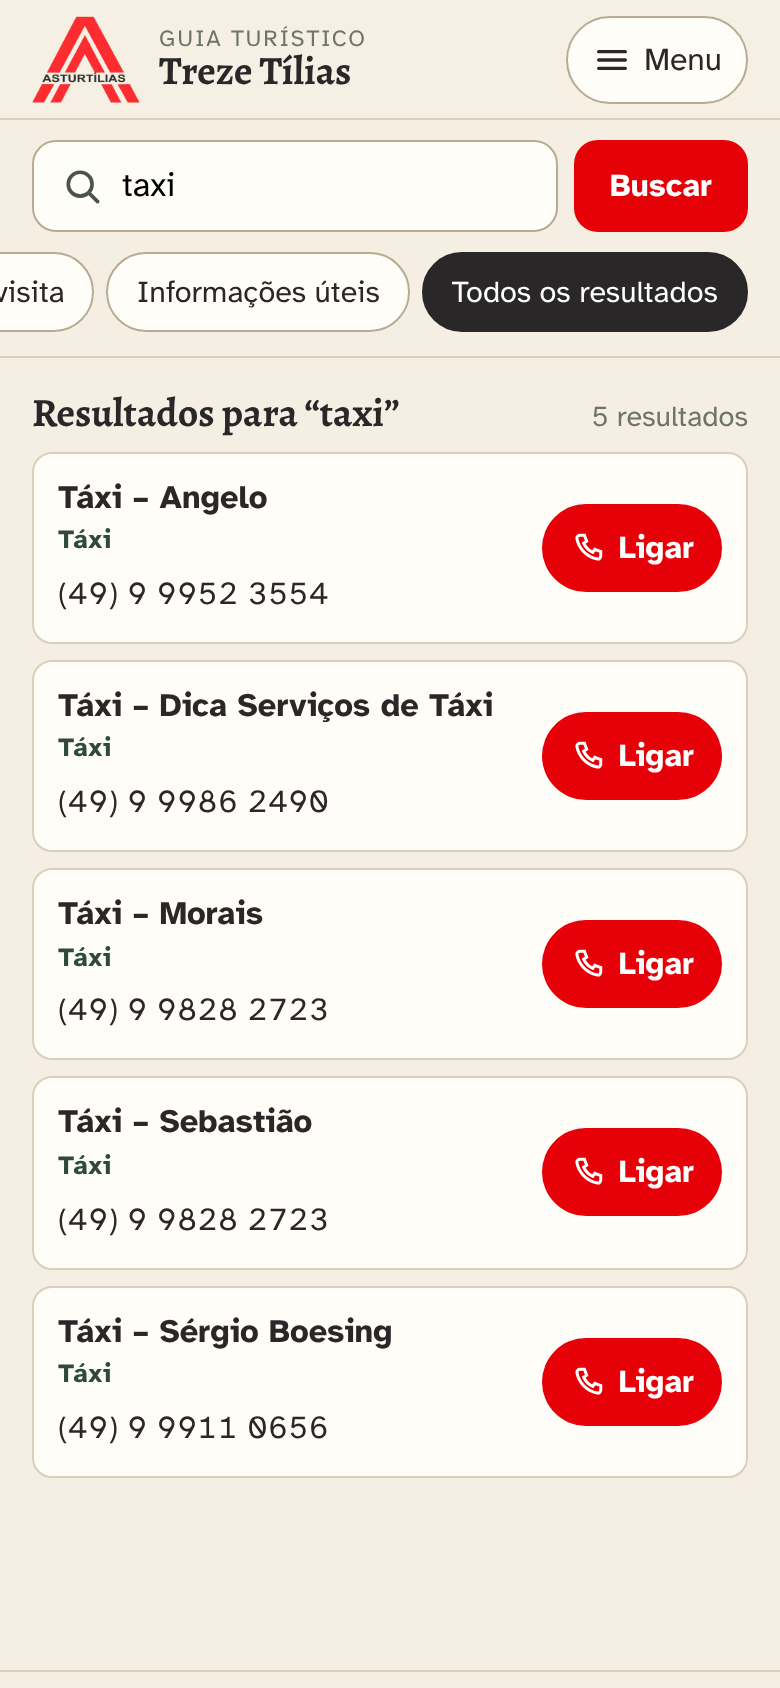 ASTURTÍLIAS
GUIA TURÍSTICO
Treze Tílias
Menu
taxi
Buscar
visita
Informações úteis
Todos os resultados
Resultados para “taxi”
5 resultados
Táxi – Angelo
Táxi
(49) 9 9952 3554
Ligar
Táxi – Dica Serviços de Táxi
Táxi
(49) 9 9986 2490
Ligar
Táxi – Morais
Táxi
(49) 9 9828 2723
Ligar
Táxi – Sebastião
Táxi
(49) 9 9828 2723
Ligar
Táxi – Sérgio Boesing
Táxi
(49) 9 9911 0656
Ligar